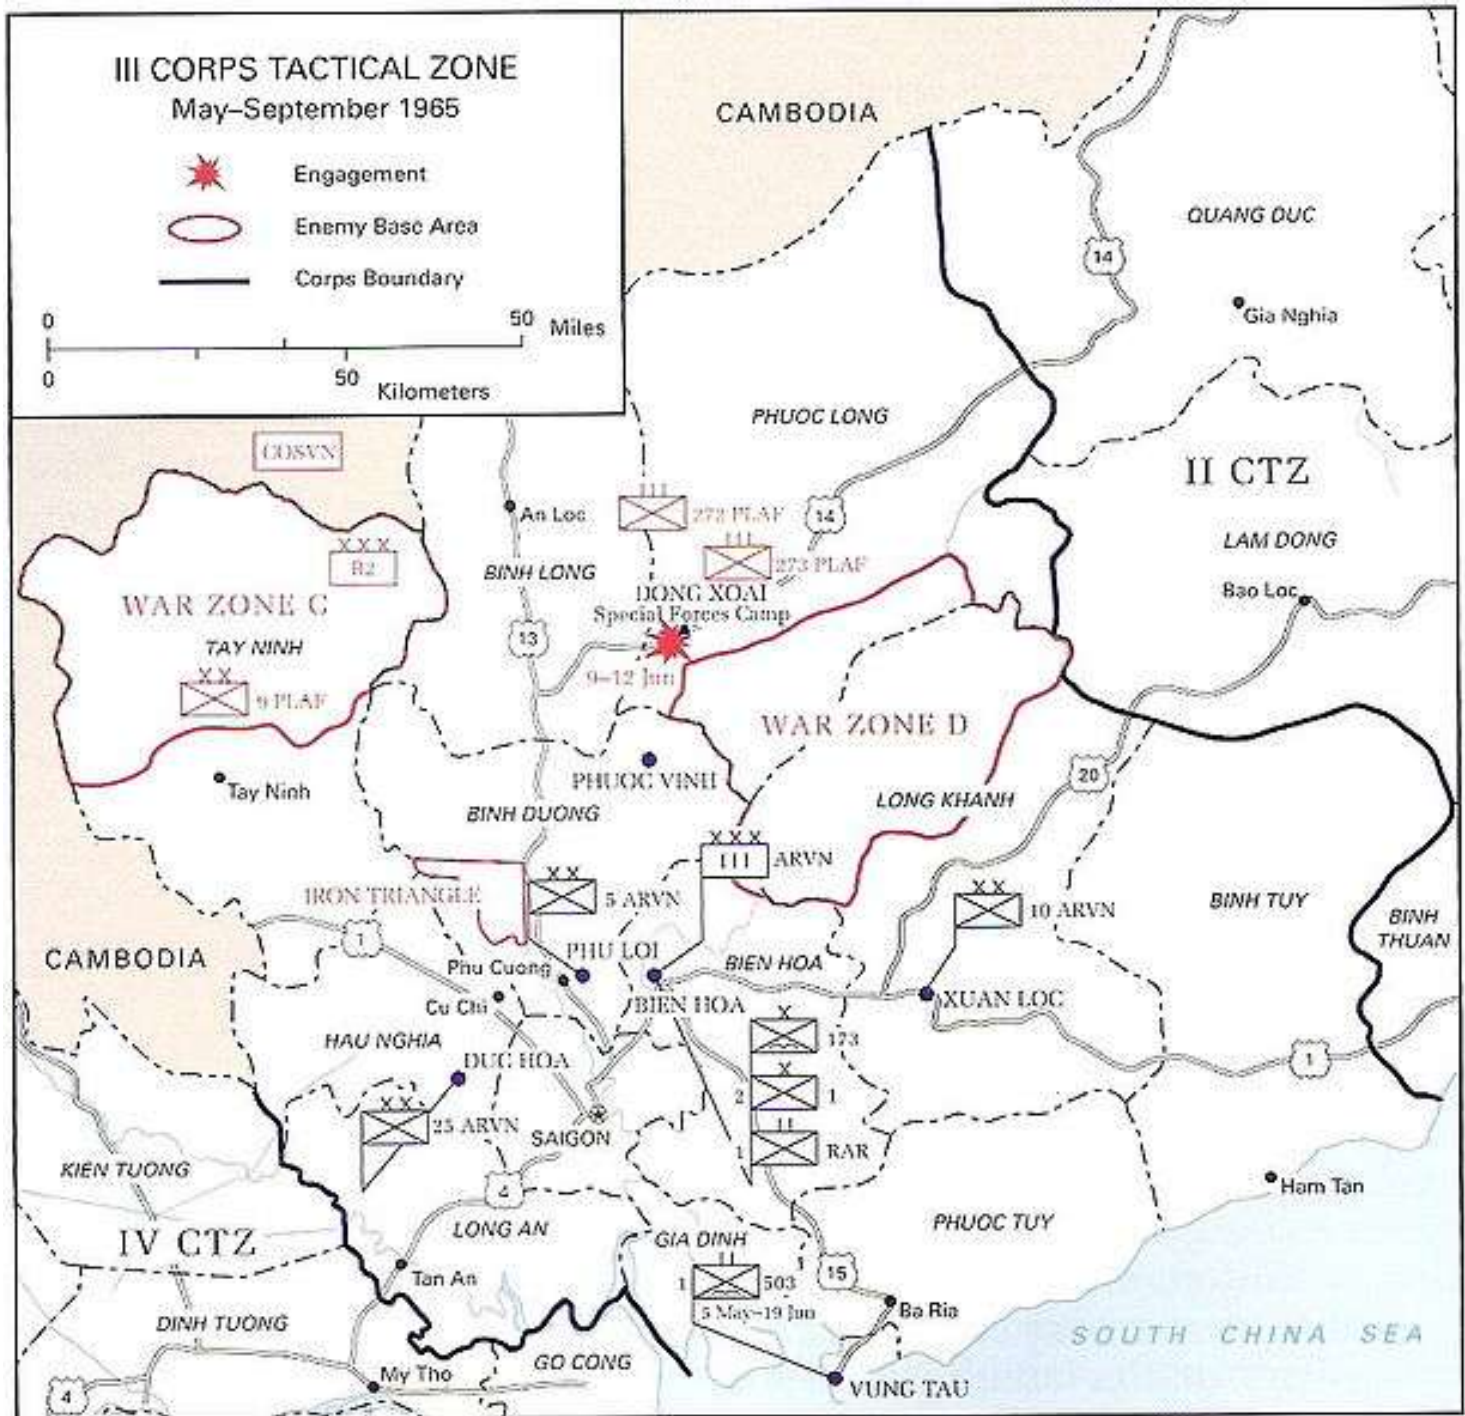 III CORPS TACTICAL ZONE
May–September 1965
Engagement
Enemy Base Area
Corps Boundary
0
50
Miles
0
50
Kilometers
CAMBODIA
QUANG DUC
14
Gia Nghia
PHUOC LONG
COSVN
II CTZ
An Loc
III
272 PLAF
14
LAM DONG
XXX
R2
BINH LONG
III
273 PLAF
Bao Loc
WAR ZONE C
DONG XOAI
Special Forces Camp
TAY NINH
13
XX
9 PLAF
9–12 Jun
WAR ZONE D
Tay Ninh
PHUOC VINH
20
BINH DUONG
LONG KHANH
XXX
III
ARVN
IRON TRIANGLE
XX
5 ARVN
XX
10 ARVN
BINH TUY
BINH
THUAN
1
CAMBODIA
Phu Cuong
PHU LOI
BIEN HOA
Cu Chi
BIEN HOA
XUAN LOC
HAU NGHIA
DUC HOA
X
173
1
XX
25 ARVN
X
2
1
SAIGON
II
1
RAR
KIEN TUONG
4
Ham Tan
IV CTZ
LONG AN
GIA DINH
PHUOC TUY
Tan An
II
1
503
5 May–19 Jun
15
Ba Ria
DINH TUONG
SOUTH CHINA SEA
GO CONG
My Tho
4
VUNG TAU